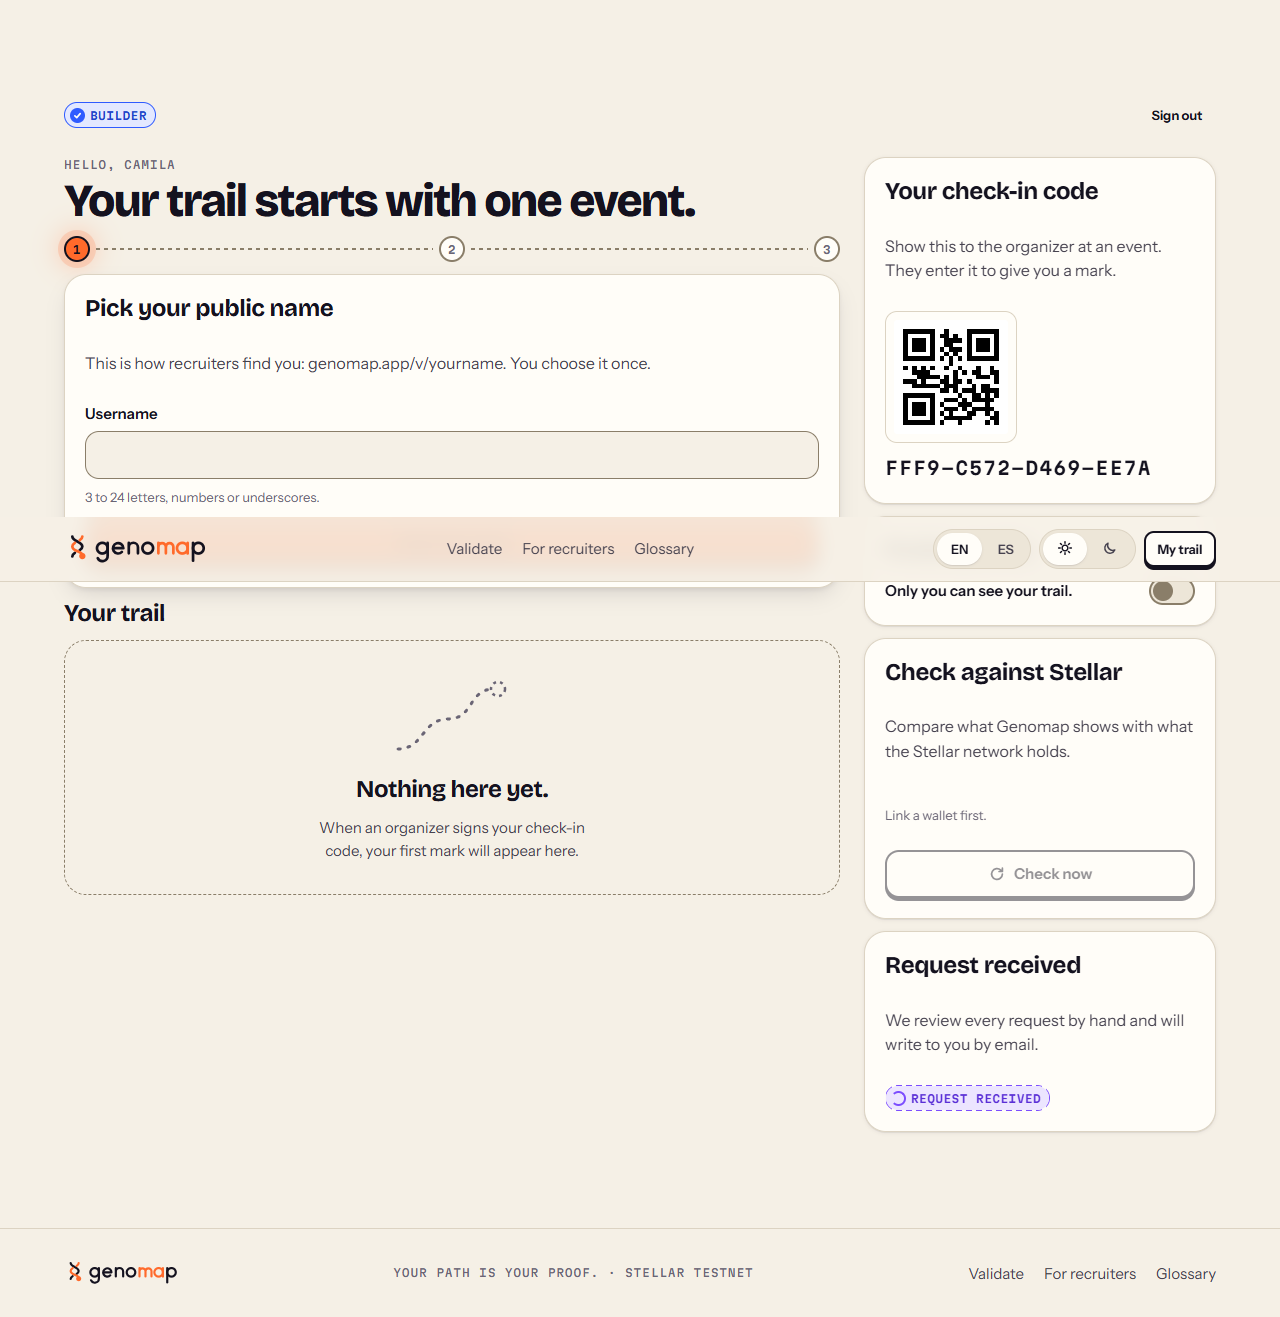 BUILDER
Sign out
HELLO, CAMILA
Your trail starts with one event.
1
2
3
Pick your public name
This is how recruiters find you: genomap.app/v/yourname. You choose it once.
Username
3 to 24 letters, numbers or underscores.
Your check-in code
Show this to the organizer at an event.
They enter it to give you a mark.
FFF9-C572-D469-EE7A
genomap
Validate
For recruiters
Glossary
EN
ES
My trail
Only you can see your trail.
Your trail
Nothing here yet.
When an organizer signs your check-in
code, your first mark will appear here.
Check against Stellar
Compare what Genomap shows with what
the Stellar network holds.
Link a wallet first.
Check now
Request received
We review every request by hand and will
write to you by email.
REQUEST RECEIVED
genomap
YOUR PATH IS YOUR PROOF. · STELLAR TESTNET
Validate
For recruiters
Glossary